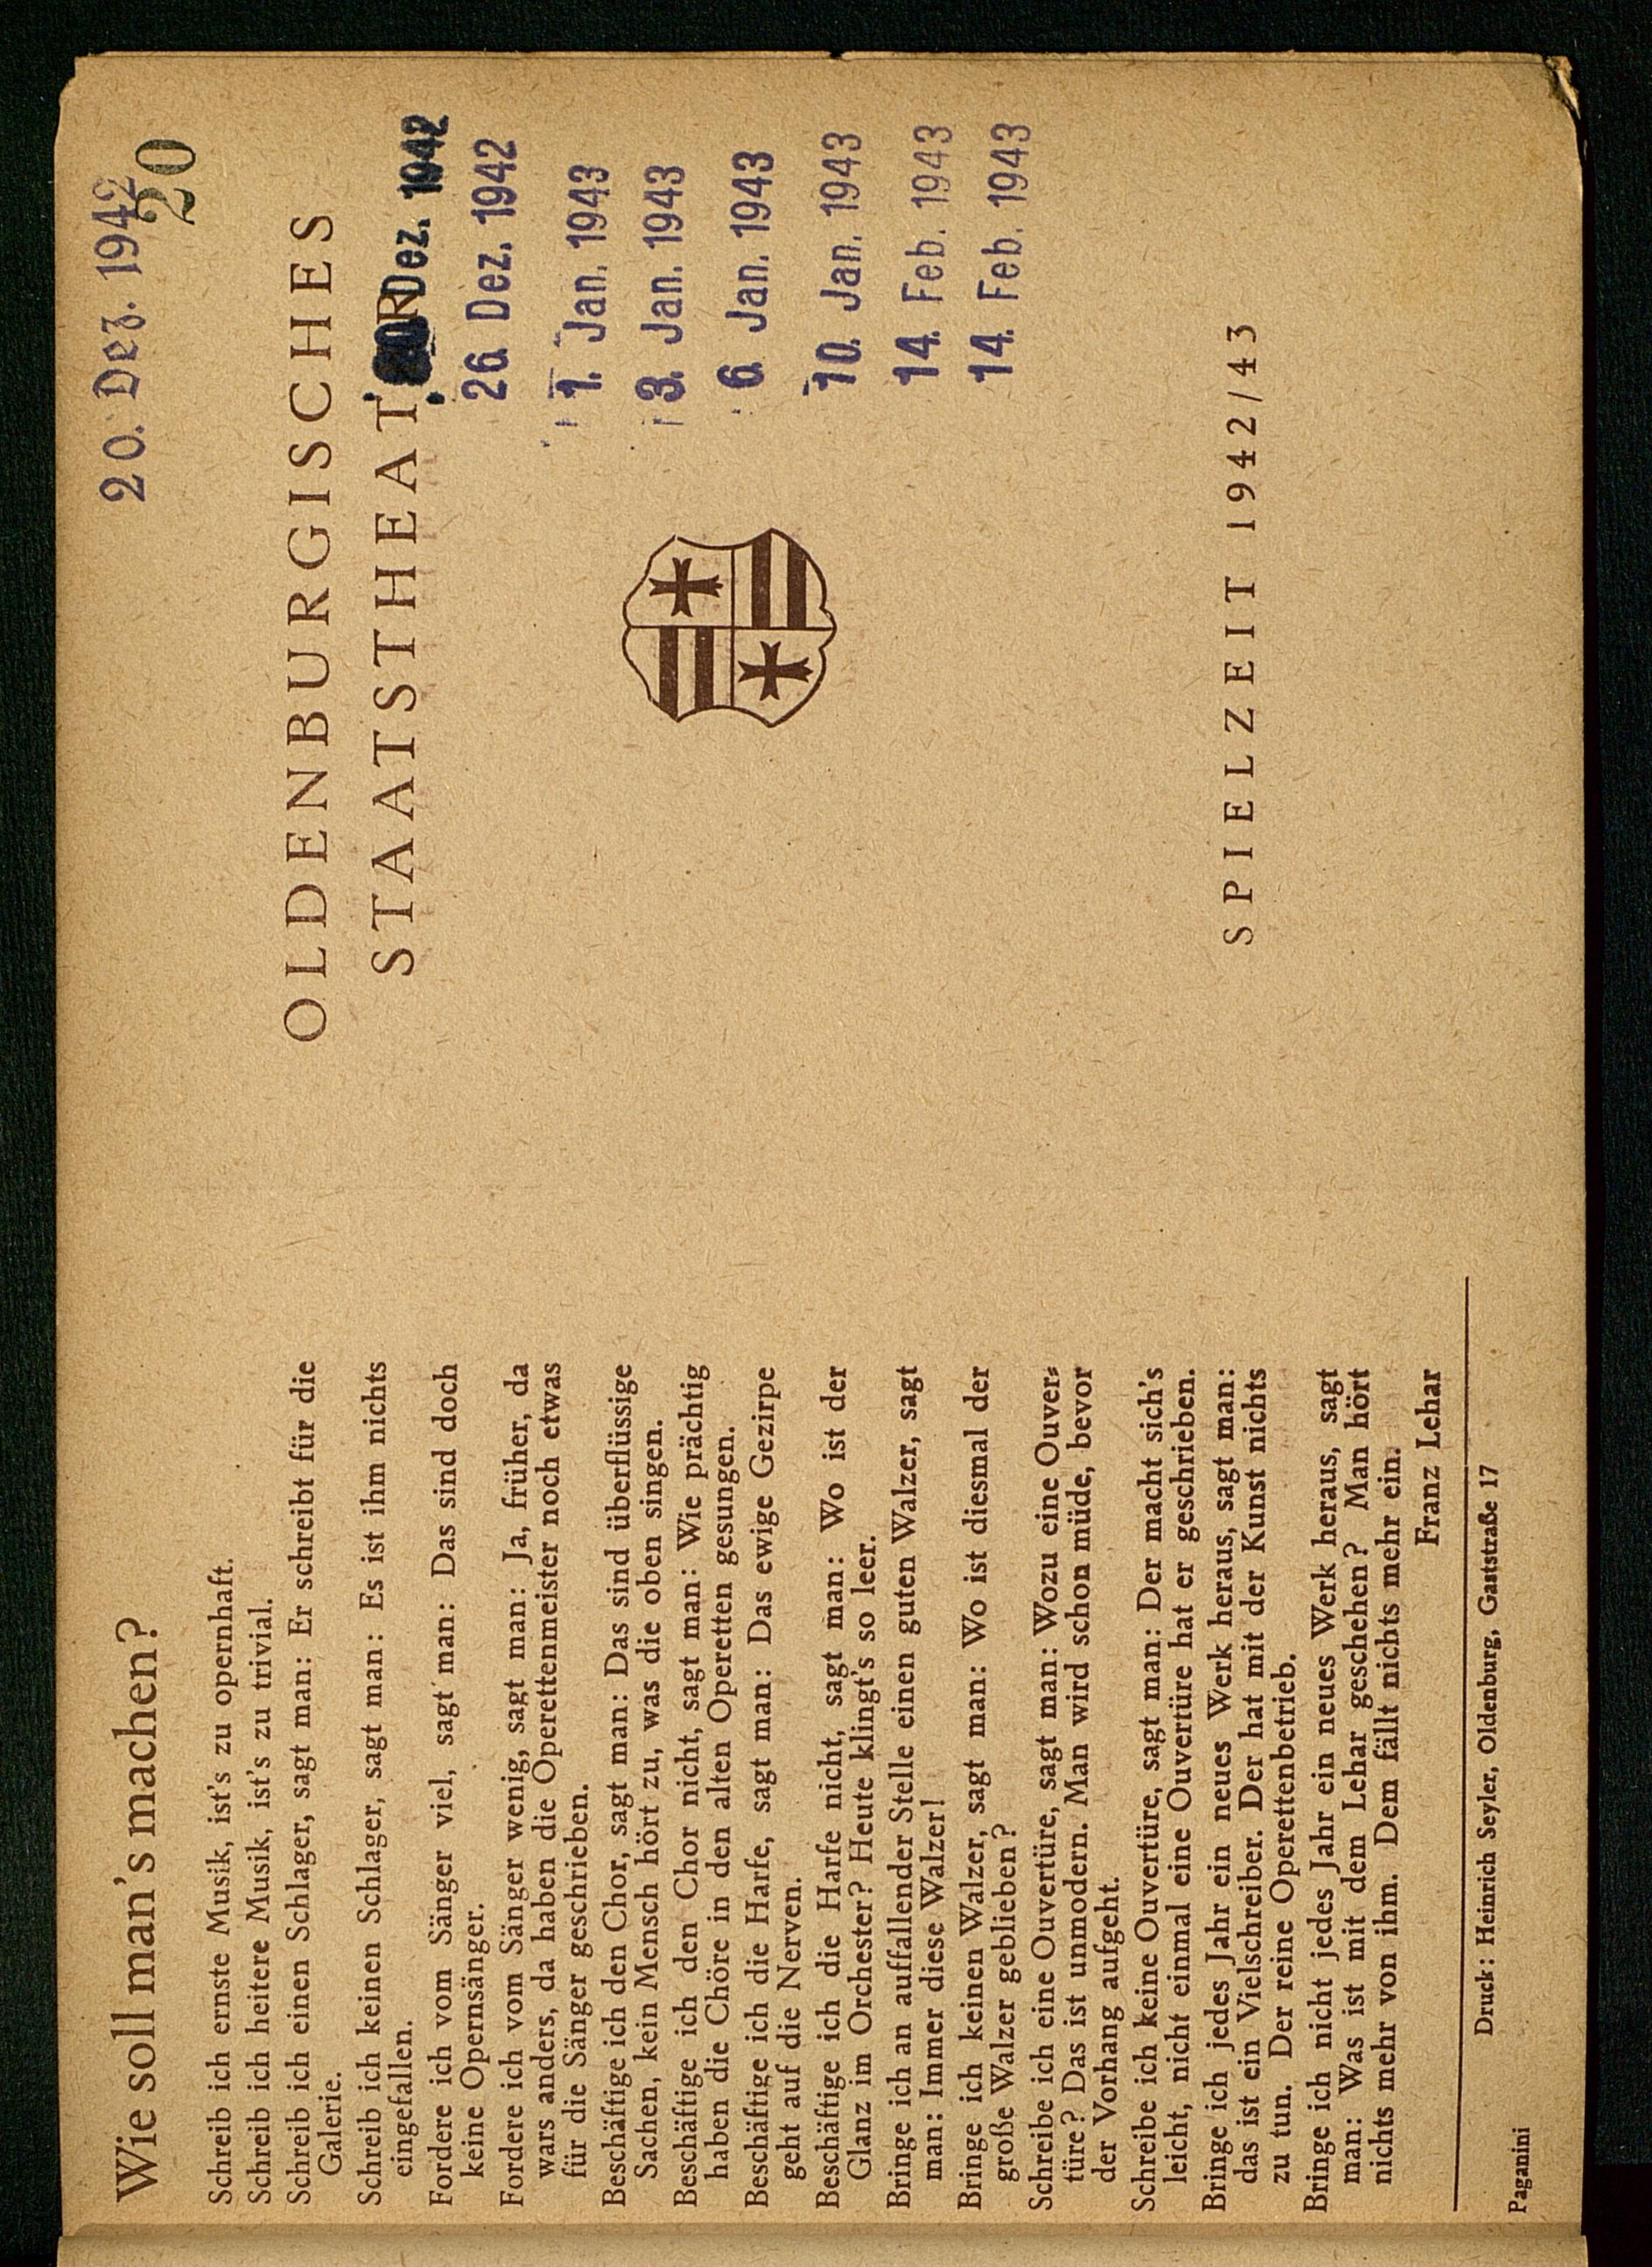 Wie soll man's machen?
Schreib ich ernste Musik, ist's zu opernhaft.
Schreib ich heitere Musik, ist's zu trivial.
Schreib ich einen Schlager, sagt man: Er schreibt für die
Galerie.
Schreib ich keinen Schlager, sagt man: Es ist ihm nichts
eingefallen.
Fordere ich vom Sänger viel, sagt man: Das sind doch
keine Opernsänger.
Fordere ich vom Sänger wenig, sagt man: Ja, früher, da
wars anders, da haben die Operettenmeister noch etwas
für die Sänger geschrieben.
Beschäftige ich den Chor, sagt man: Das sind überflüssige
Sachen, kein Mensch hört zu, was die oben singen.
Beschäftige ich den Chor nicht, sagt man: Wie prächtig
haben die Chöre in den alten Operetten gesungen.
Beschäftige ich die Harfe, sagt man: Das ewige Gezirpe
geht auf die Nerven.
Beschäftige ich die Harfe nicht, sagt man: Wo ist der
Glanz im Orchester? Heute klingt's so leer.
Bringe ich an auffallender Stelle einen guten Walzer, sagt
man: Immer diese Walzer!
Bringe ich keinen Walzer, sagt man: Wo ist diesmal der
große Walzer geblieben?
Schreibe ich eine Ouvertüre, sagt man: Wozu eine Ouver=
türe? Das ist unmodern. Man wird schon müde, bevor
der Vorhang aufgeht.
Schreibe ich keine Ouvertüre, sagt man: Der macht sich's
leicht, nicht einmal eine Ouvertüre hat er geschrieben.
Bringe ich jedes Jahr ein neues Werk heraus, sagt man:
das ist ein Vielschreiber. Der hat mit der Kunst nichts
zu tun. Der reine Operettenbetrieb.
Bringe ich nicht jedes Jahr ein neues Werk heraus, sagt
man: Was ist mit dem Lehar geschehen? Man hört
nichts mehr von ihm. Dem fällt nichts mehr ein.
Franz Lehar
Druck: Heinrich Seyler, Oldenburg, Gaststraße 17
Paganini
20. Dez. 1942
20
OLDENBURGISCHES
STAATSTHEATER
Dez. 1942
26. Dez. 1942
1. Jan. 1943
3. Jan. 1943
6. Jan. 1943
10. Jan. 1943
14. Feb. 1943
14. Feb. 1943
SPIELZEIT 1942/43